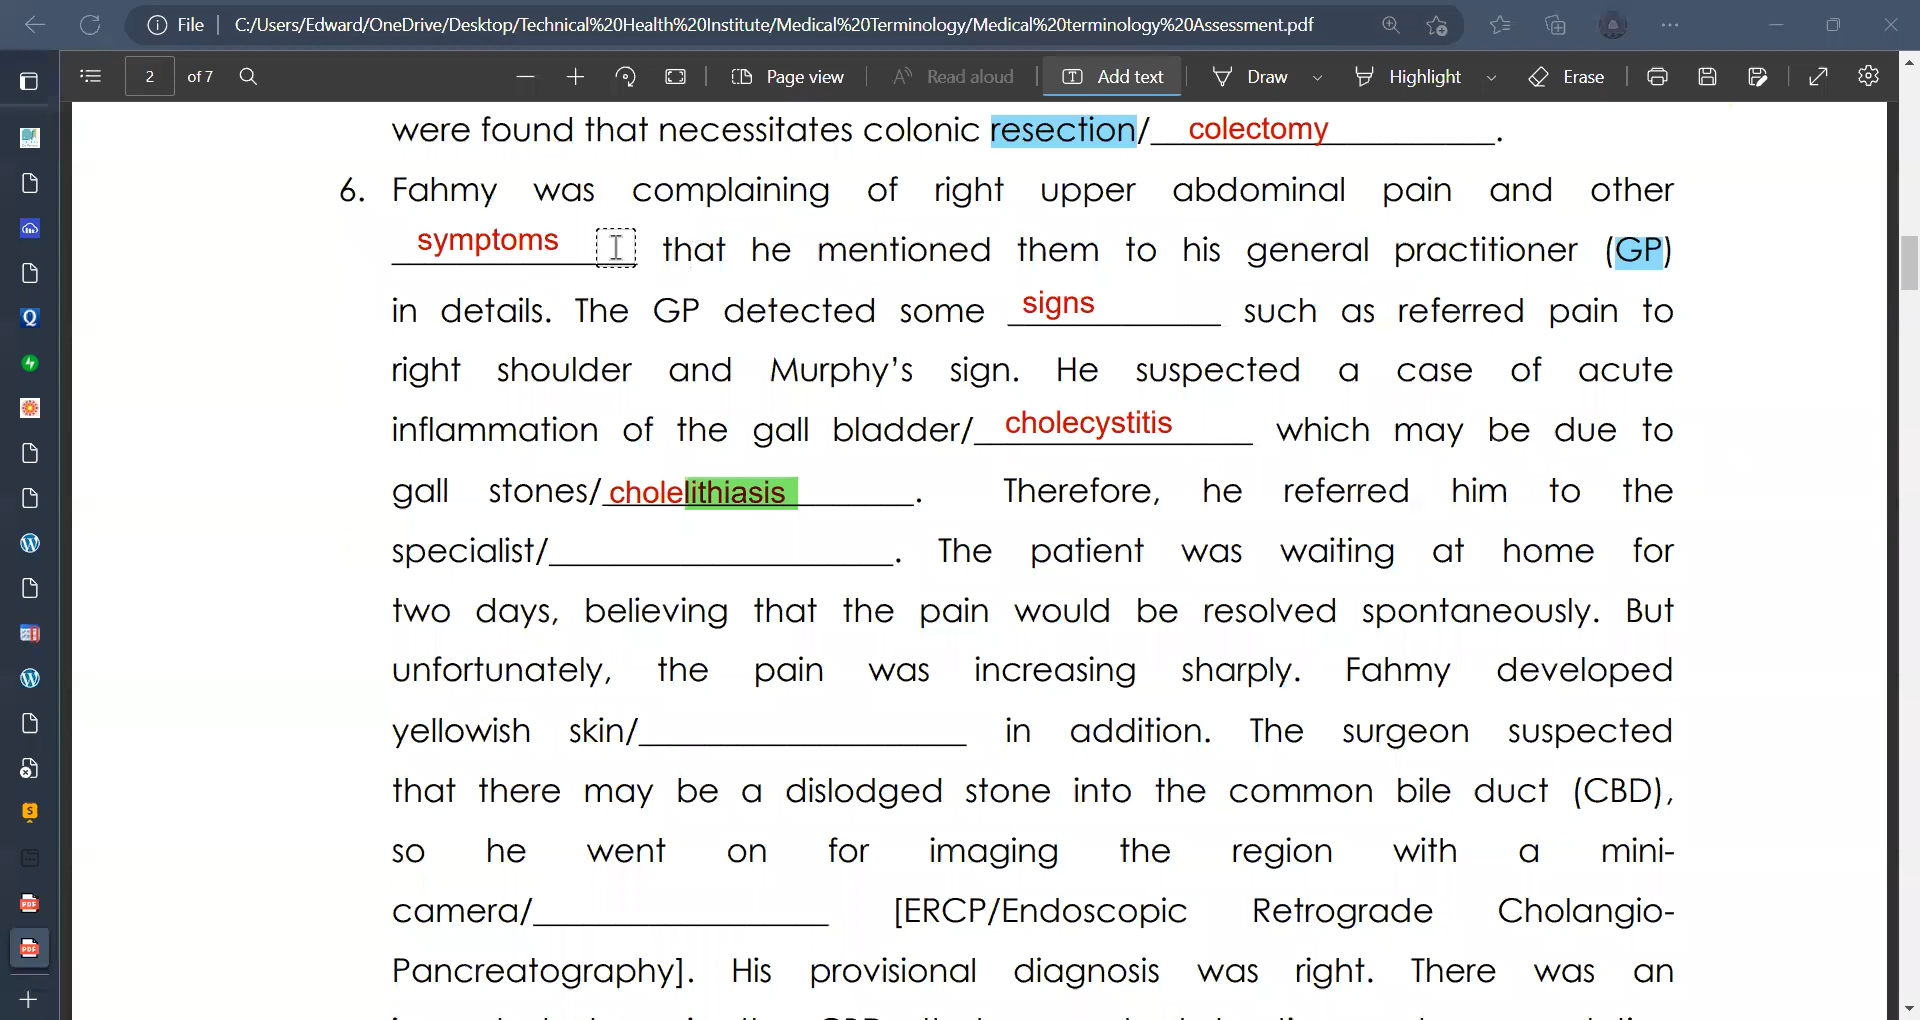 File C:/Users/Edward/OneDrive/Desktop/Technical%20Health%20Institute/Medical%20Terminology/Medical%20terminology%20Assessment.pdf
2 of 7 Page view Read aloud Add text Draw Highlight Erase
were found that necessitates colonic resection/ colectomy .
6. Fahmy was complaining of right upper abdominal pain and other
symptoms that he mentioned them to his general practitioner (GP)
in details. The GP detected some signs such as referred pain to
right shoulder and Murphy's sign. He suspected a case of acute
inflammation of the gall bladder/ cholecystitis which may be due to
gall stones/ cholelithiasis . Therefore, he referred him to the
specialist/____________________. The patient was waiting at home for
two days, believing that the pain would be resolved spontaneously. But
unfortunately, the pain was increasing sharply. Fahmy developed
yellowish skin/____________________ in addition. The surgeon suspected
that there may be a dislodged stone into the common bile duct (CBD),
so he went on for imaging the region with a mini-
camera/__________________ [ERCP/Endoscopic Retrograde Cholangio-
Pancreatography]. His provisional diagnosis was right. There was an